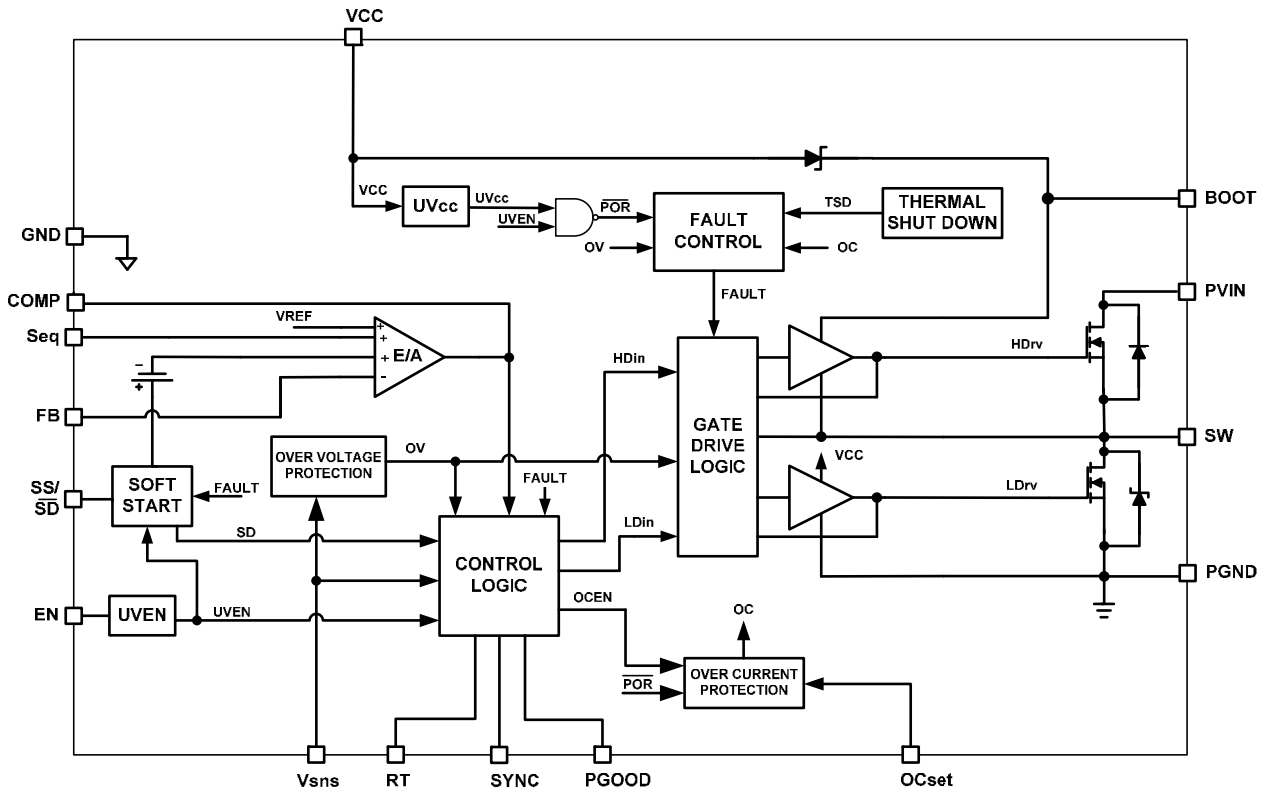 VCC
VCC
UVcc
UVcc
UVEN
POR
OV
FAULT
CONTROL
TSD
OC
THERMAL
SHUT DOWN
BOOT
GND
FAULT
COMP
PVIN
VREF
Seq
+
+
+
-
E/A
HDin
HDrv
−
+
FB
GATE
DRIVE
LOGIC
SW
OVER VOLTAGE
PROTECTION
OV
VCC
SS/
SD
SOFT
START
FAULT
FAULT
LDrv
SD
LDin
CONTROL
LOGIC
PGND
EN
UVEN
UVEN
OCEN
OC
POR
OVER CURRENT
PROTECTION
Vsns
RT
SYNC
PGOOD
OCset